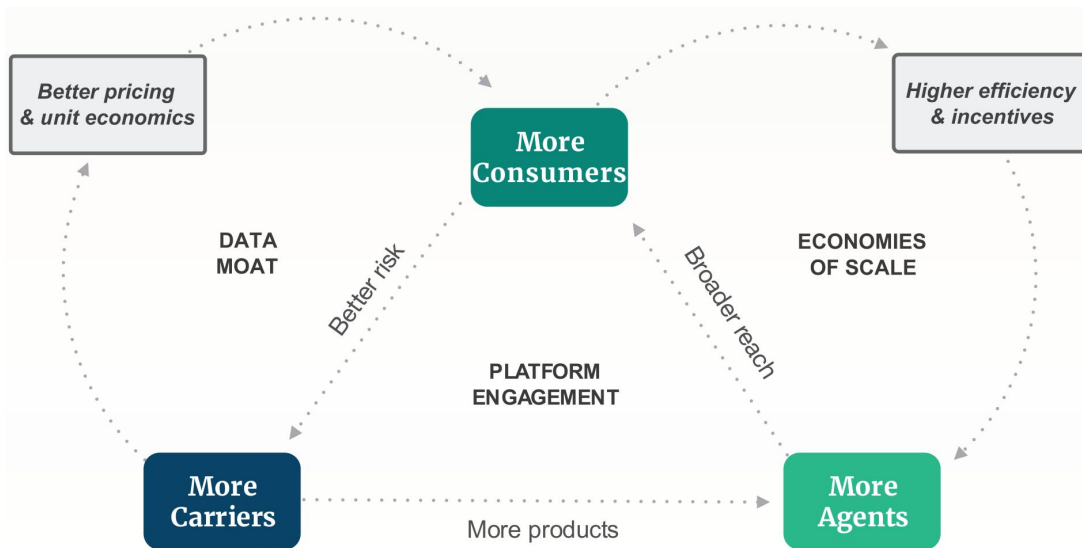 Better pricing
& unit economics
Higher efficiency
& incentives
More
Consumers
DATA
MOAT
ECONOMIES
OF SCALE
Better risk
Broader reach
PLATFORM
ENGAGEMENT
More
Carriers
More products
More
Agents